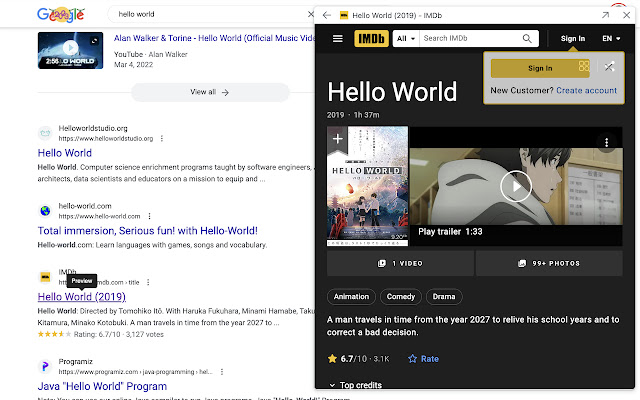 Google
hello world
Alan Walker & Torine - Hello World (Official Music Vide
2:56
YouTube · Alan Walker
Mar 4, 2022
View all
Helloworldstudio.org
https://www.helloworldstudio.org
Hello World
Hello World. Computer science enrichment programs taught by software engineers,
architects, data scientists and educators on a mission to equip and ...
hello-world.com
https://www.hello-world.com
Total immersion, Serious fun! with Hello-World!
Hello-world.com: Learn languages with games, songs and vocabulary.
IMDb
mdb.com › title
Preview
Hello World (2019)
Hello World: Directed by Tomohiko Itô. With Haruka Fukuhara, Minami Hamabe, Taku
Kitamura, Minako Kotobuki. A man travels in time from the year 2027 to ...
Rating: 6.7/10 · 3,127 votes
Programiz
https://www.programiz.com › java-programming › hel...
Java "Hello World" Program
Hello World (2019) - IMDb
IMDb
All
Search IMDb
Sign In
EN
Sign In
New Customer? Create account
Hello World
2019 · 1h 37m
HELLO WORLD
9.20
Play trailer 1:33
1 VIDEO
99+ PHOTOS
Animation
Comedy
Drama
A man travels in time from the year 2027 to relive his school years and to
correct a bad decision.
6.7/10 · 3.1K
Rate
Top credits